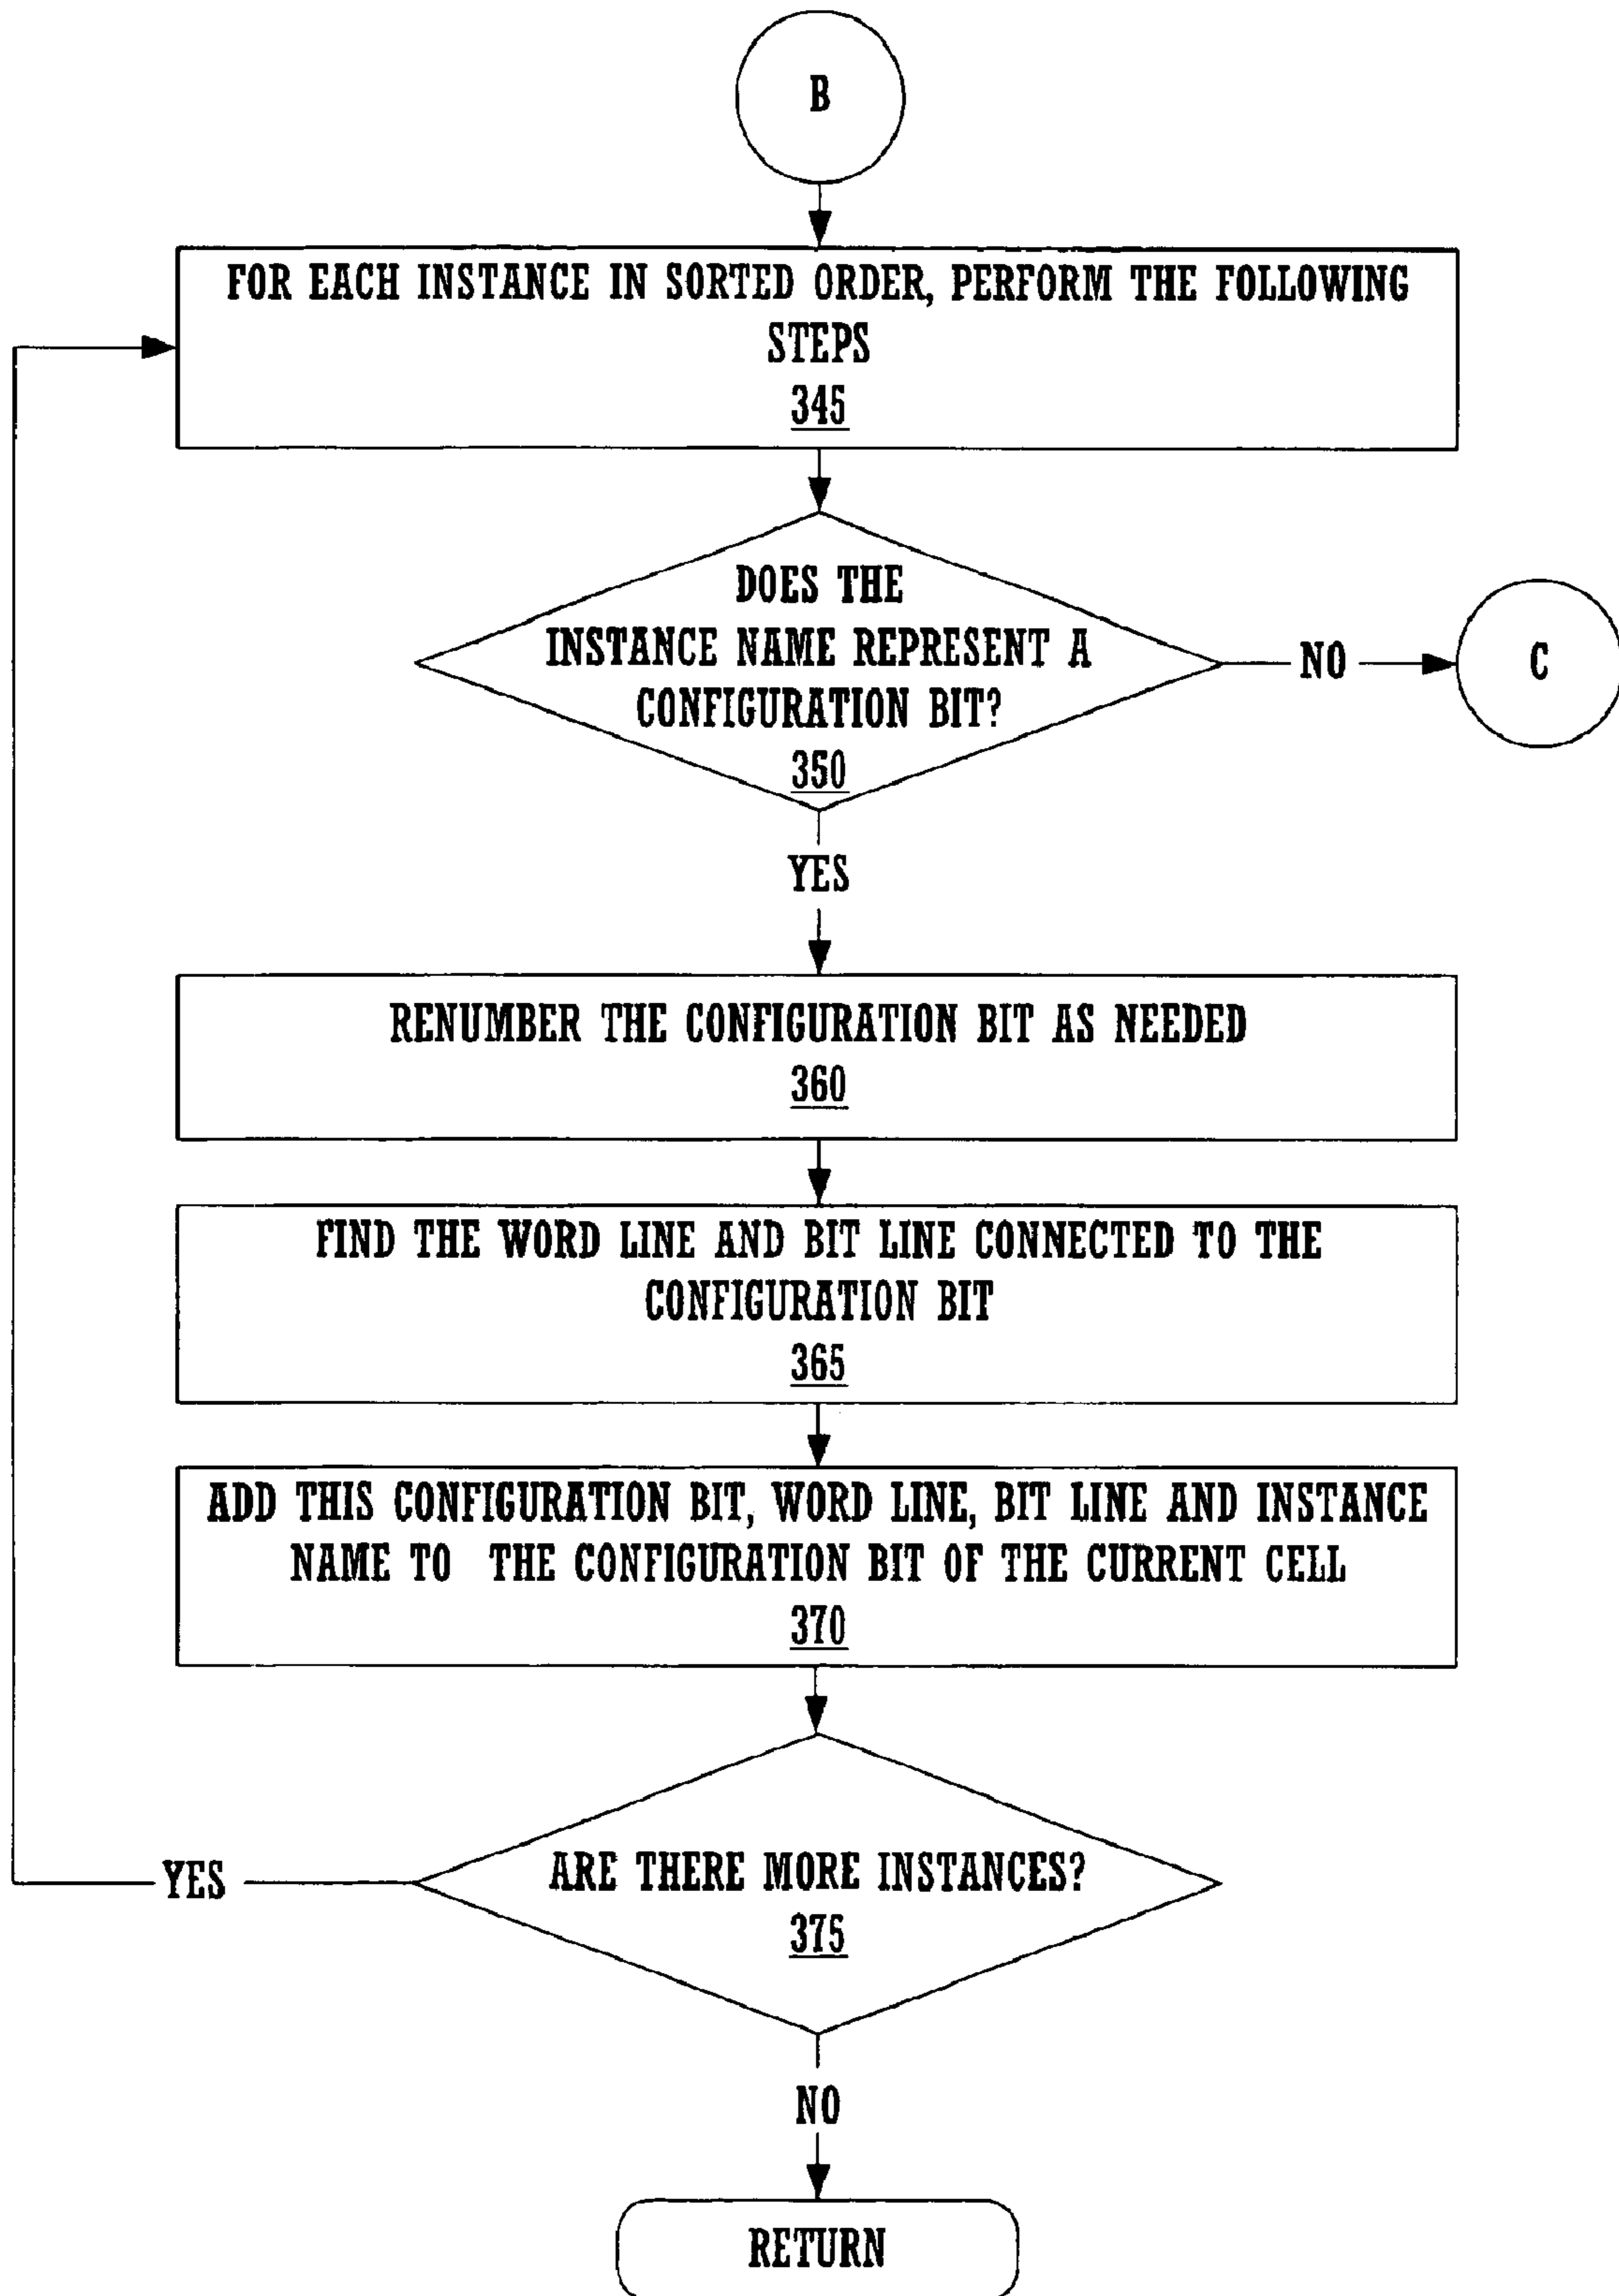 B
FOR EACH INSTANCE IN SORTED ORDER, PERFORM THE FOLLOWING
STEPS
345
DOES THE
INSTANCE NAME REPRESENT A
CONFIGURATION BIT?
350
NO
C
YES
RENUMBER THE CONFIGURATION BIT AS NEEDED
360
FIND THE WORD LINE AND BIT LINE CONNECTED TO THE
CONFIGURATION BIT
365
ADD THIS CONFIGURATION BIT, WORD LINE, BIT LINE AND INSTANCE
NAME TO THE CONFIGURATION BIT OF THE CURRENT CELL
370
YES
ARE THERE MORE INSTANCES?
375
NO
RETURN